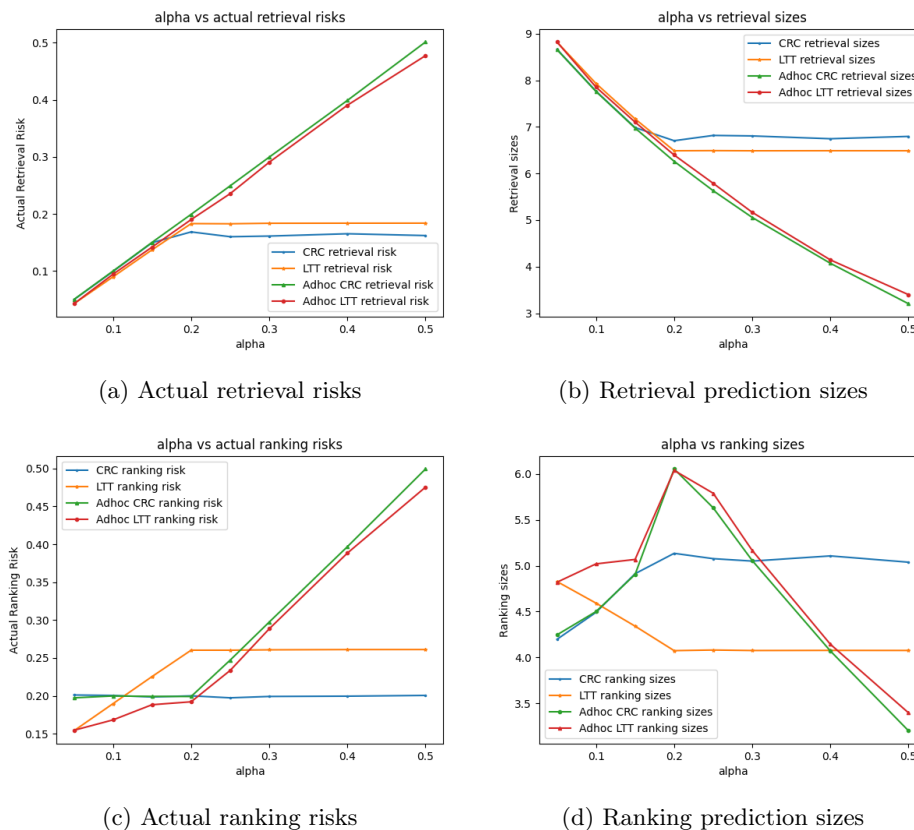 alpha vs actual retrieval risks
0.5
0.4
0.3
0.2
0.1
Actual Retrieval Risk
CRC retrieval risk
LTT retrieval risk
Adhoc CRC retrieval risk
Adhoc LTT retrieval risk
0.1 0.2 0.3 0.4 0.5
alpha
(a) Actual retrieval risks
alpha vs retrieval sizes
9
8
7
6
5
4
3
Retrieval sizes
CRC retrieval sizes
LTT retrieval sizes
Adhoc CRC retrieval sizes
Adhoc LTT retrieval sizes
0.1 0.2 0.3 0.4 0.5
alpha
(b) Retrieval prediction sizes
alpha vs actual ranking risks
0.50
0.45
0.40
0.35
0.30
0.25
0.20
0.15
Actual Ranking Risk
CRC ranking risk
LTT ranking risk
Adhoc CRC ranking risk
Adhoc LTT ranking risk
0.1 0.2 0.3 0.4 0.5
alpha
(c) Actual ranking risks
alpha vs ranking sizes
6.0
5.5
5.0
4.5
4.0
3.5
Ranking sizes
CRC ranking sizes
LTT ranking sizes
Adhoc CRC ranking sizes
Adhoc LTT ranking sizes
0.1 0.2 0.3 0.4 0.5
alpha
(d) Ranking prediction sizes